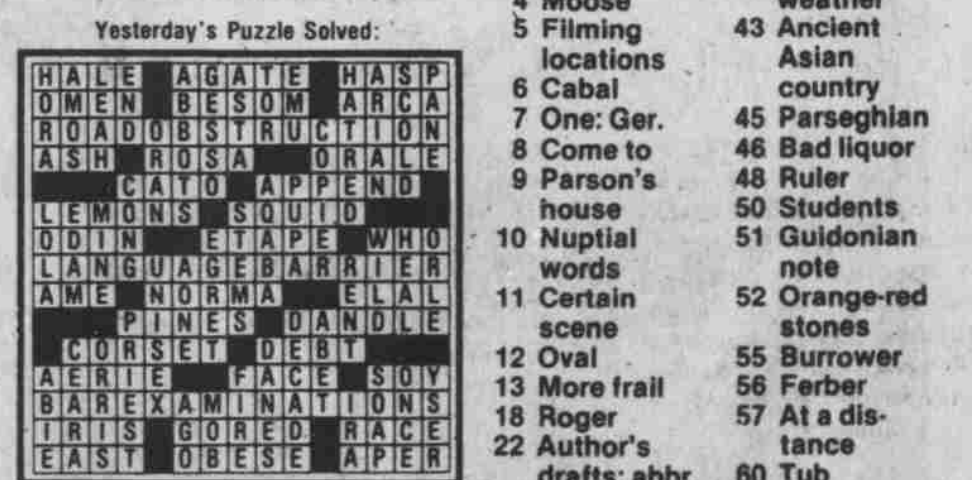 Yesterday's Puzzle Solved:
HALE AGATE HASP
OMEN BESOM ARCA
ROADOBSTRUCTION
ASH ROSA ORALE
CATO APPEND
LEMONS SQUID
ODIN ETAPE WHO
LANGUAGEBARRIER
AME NORMA ELAL
PINES DANDLE
CORSET DEBT
AERIE FACE SOY
BAREXAMINATIONS
IRIS GORED RACE
EAST OBESE APER
4 Moose
5 Filming
locations
6 Cabal
7 One: Ger.
8 Come to
9 Parson's
house
10 Nuptial
words
11 Certain
scene
12 Oval
13 More frail
18 Roger
22 Author's
drafts: abbr.
weather
43 Ancient
Asian
country
45 Parseghian
46 Bad liquor
48 Ruler
50 Students
51 Guidonian
note
52 Orange-red
stones
55 Burrower
56 Ferber
57 At a dis-
tance
60 Tub